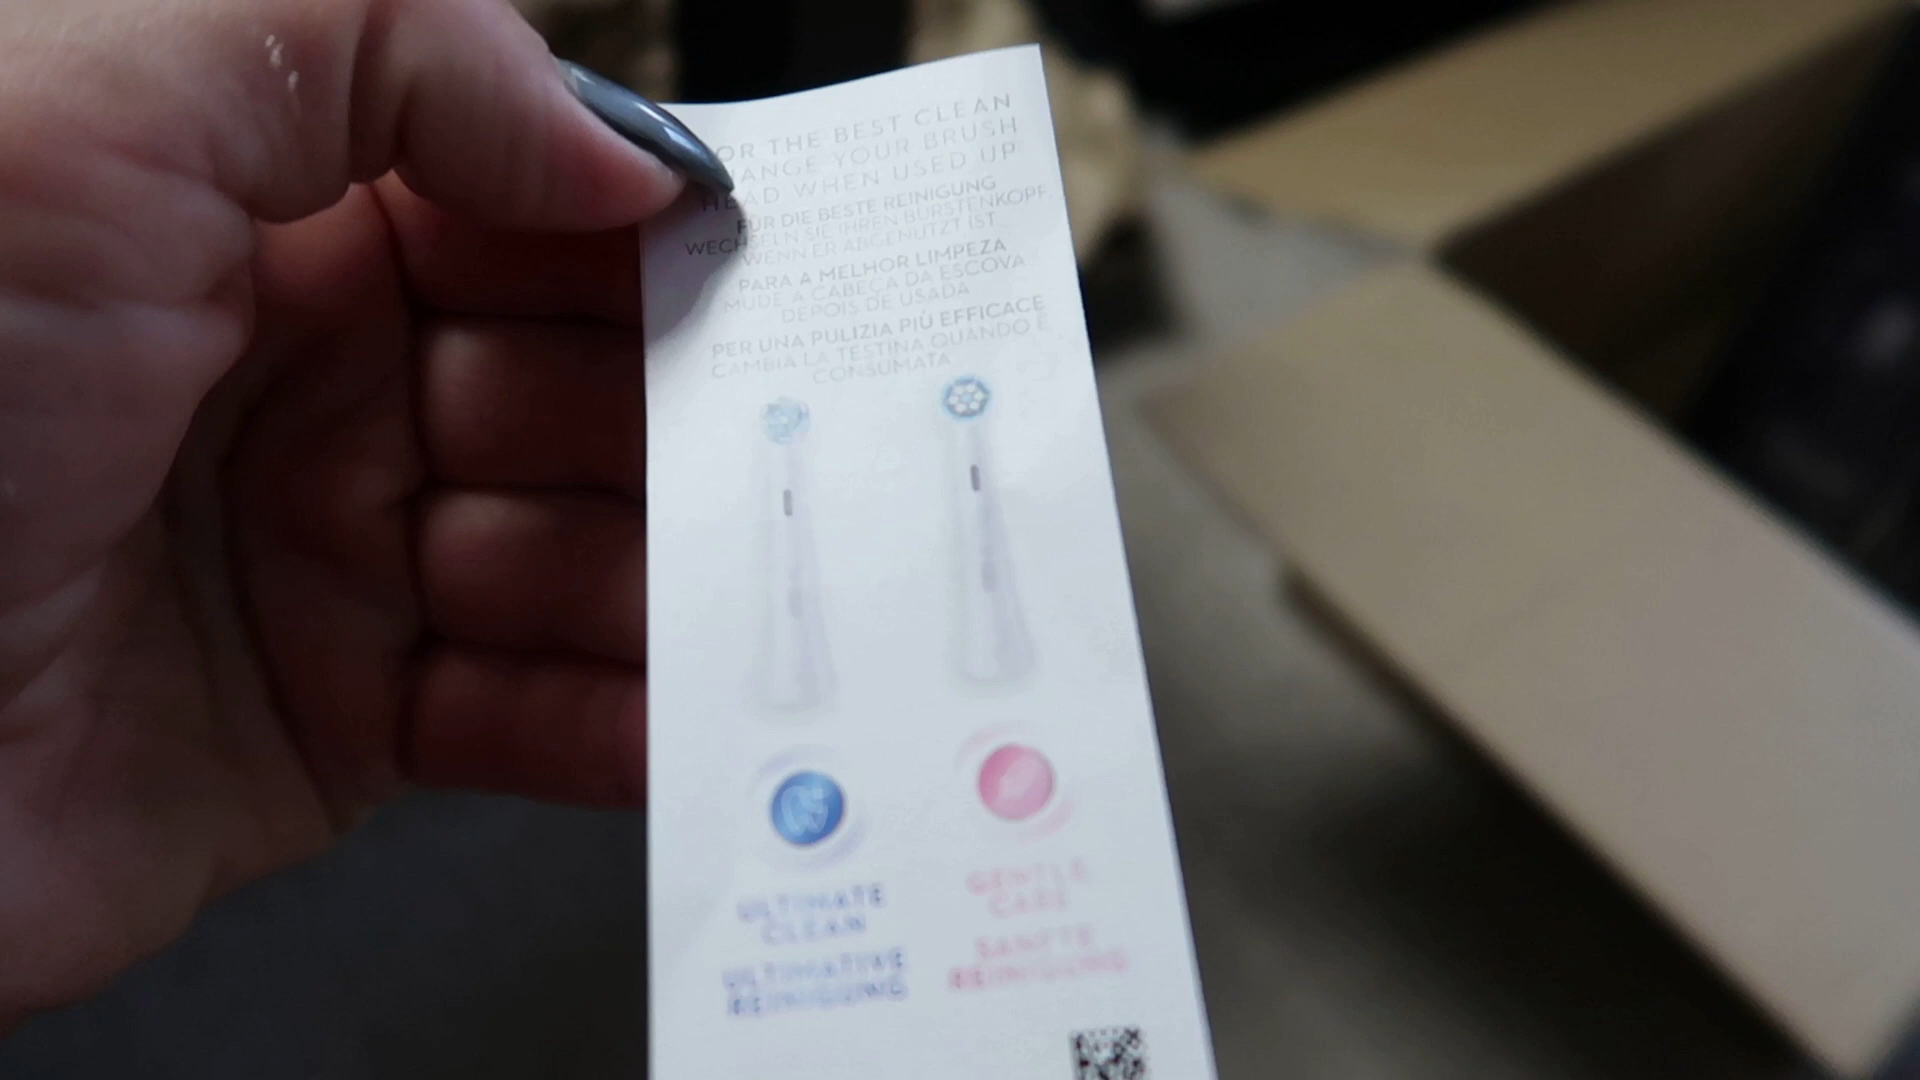 OR THE BEST CLEAN
ANGE YOUR BRUSH
HEAD WHEN USED UP
FÜR DIE BESTE REINIGUNG
WECHSELN SIE IHREN BÜRSTENKOPF,
WENN ER ABGENUTZT IST
PARA A MELHOR LIMPEZA
MUDE A CABEÇA DA ESCOVA
DEPOIS DE USADA
PER UNA PULIZIA PIÙ EFFICACE
CAMBIA LA TESTINA QUANDO È
CONSUMATA
ULTIMATE
CLEAN
ULTIMATIVE
REINIGUNG
GENTLE
CARE
SANFTE
REINIGUNG